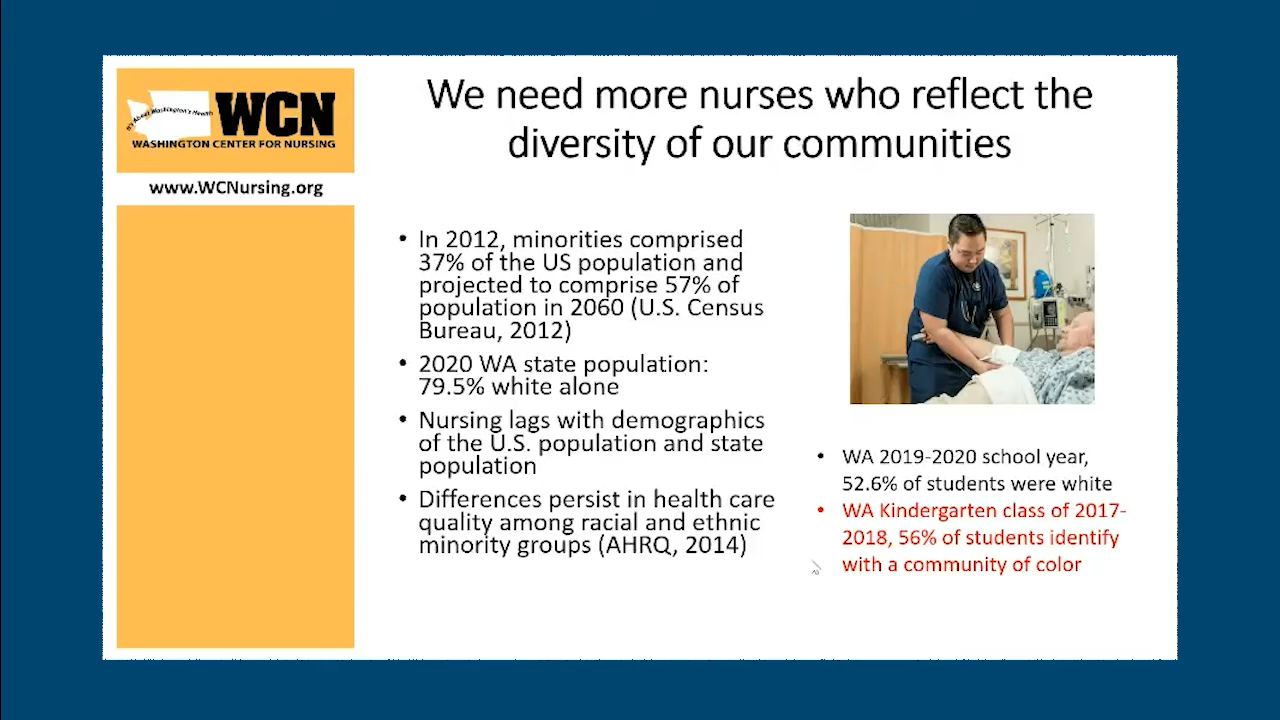 It's About Washington's Health
WCN
WASHINGTON CENTER FOR NURSING
www.WCNursing.org
We need more nurses who reflect the
diversity of our communities
• In 2012, minorities comprised
37% of the US population and
projected to comprise 57% of
population in 2060 (U.S. Census
Bureau, 2012)
• 2020 WA state population:
79.5% white alone
• Nursing lags with demographics
of the U.S. population and state
population
• Differences persist in health care
quality among racial and ethnic
minority groups (AHRQ, 2014)
• WA 2019-2020 school year,
52.6% of students were white
• WA Kindergarten class of 2017-
2018, 56% of students identify
with a community of color